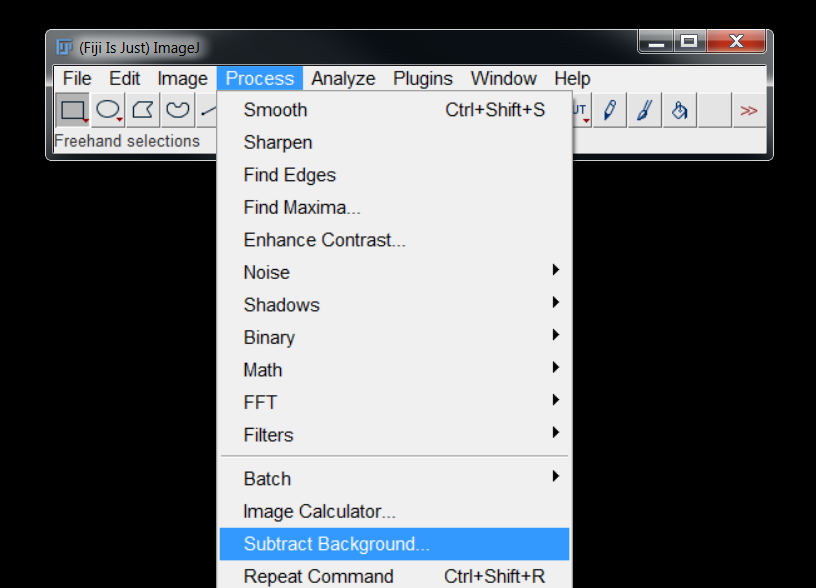 (Fiji Is Just) ImageJ
File Edit Image Process Analyze Plugins Window Help
Freehand selections
Smooth Ctrl+Shift+S
Sharpen
Find Edges
Find Maxima...
Enhance Contrast...
Noise
Shadows
Binary
Math
FFT
Filters
Batch
Image Calculator...
Subtract Background...
Repeat Command Ctrl+Shift+R